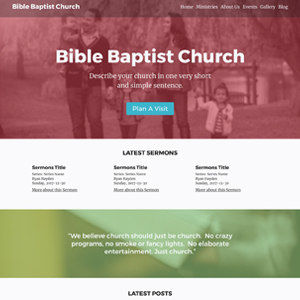 Bible Baptist Church
Home Ministries About Us Events Gallery Blog
Bible Baptist Church
Describe your church in one very short
and simple sentence.
Plan A Visit
LATEST SERMONS
Sermons Title Sermons Title Sermons Title
Series: Series Name Series: Series Name Series: Series Name
Ryan Hayden Ryan Hayden Ryan Hayden
Sunday, 2017-12-30 Sunday, 2017-12-30 Sunday, 2017-12-30
More about this Sermon More about this Sermon More about this Sermon
"We believe church should just be church. No crazy
programs, no smoke or fancy lights. No elaborate
entertainment. Just church."
LATEST POSTS